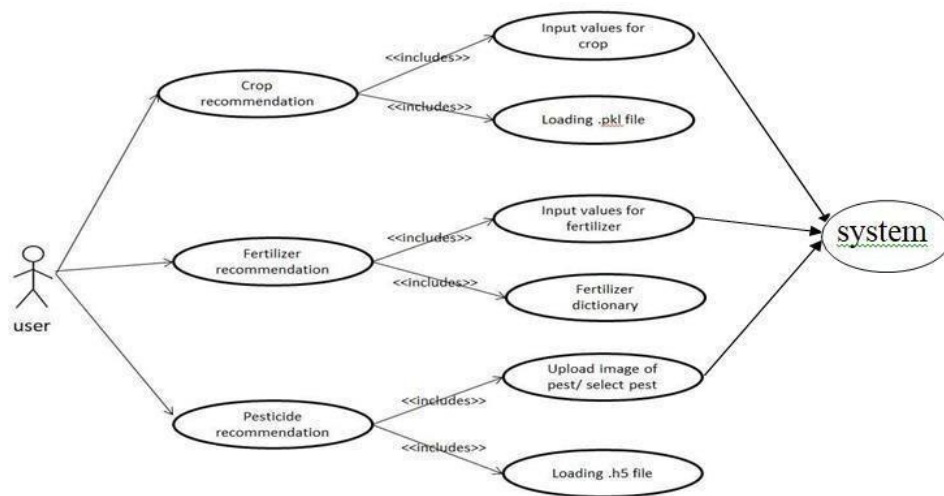 Input values for
crop
<<includes>>
Crop
recommendation
<<includes>>
Loading .pkl file
Input values for
fertilizer
<<includes>>
system
Fertilizer
recommendation
<<includes>>
Fertilizer
dictionary
user
Upload image of
pest/ select pest
<<includes>>
Pesticide
recommendation
<<includes>>
Loading .h5 file